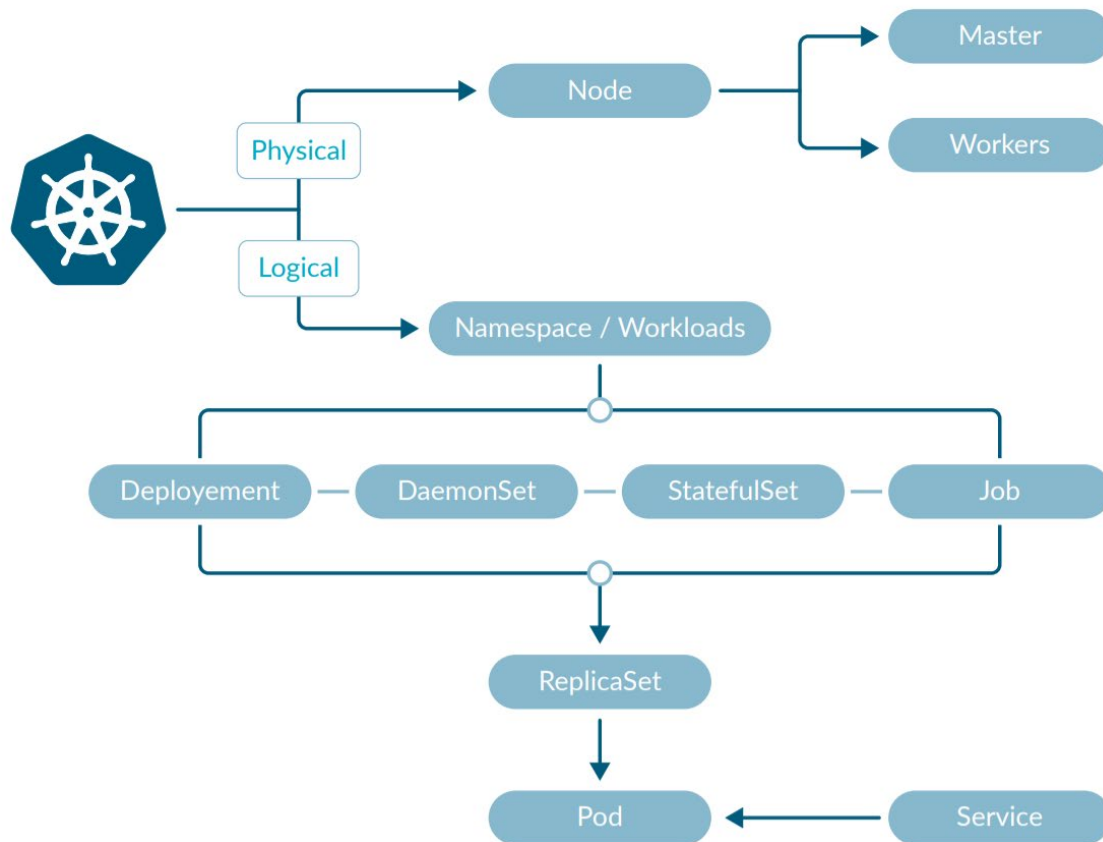 Master
Node
Physical
Workers
Logical
Namespace / Workloads
Deployement
DaemonSet
StatefulSet
Job
ReplicaSet
Pod
Service